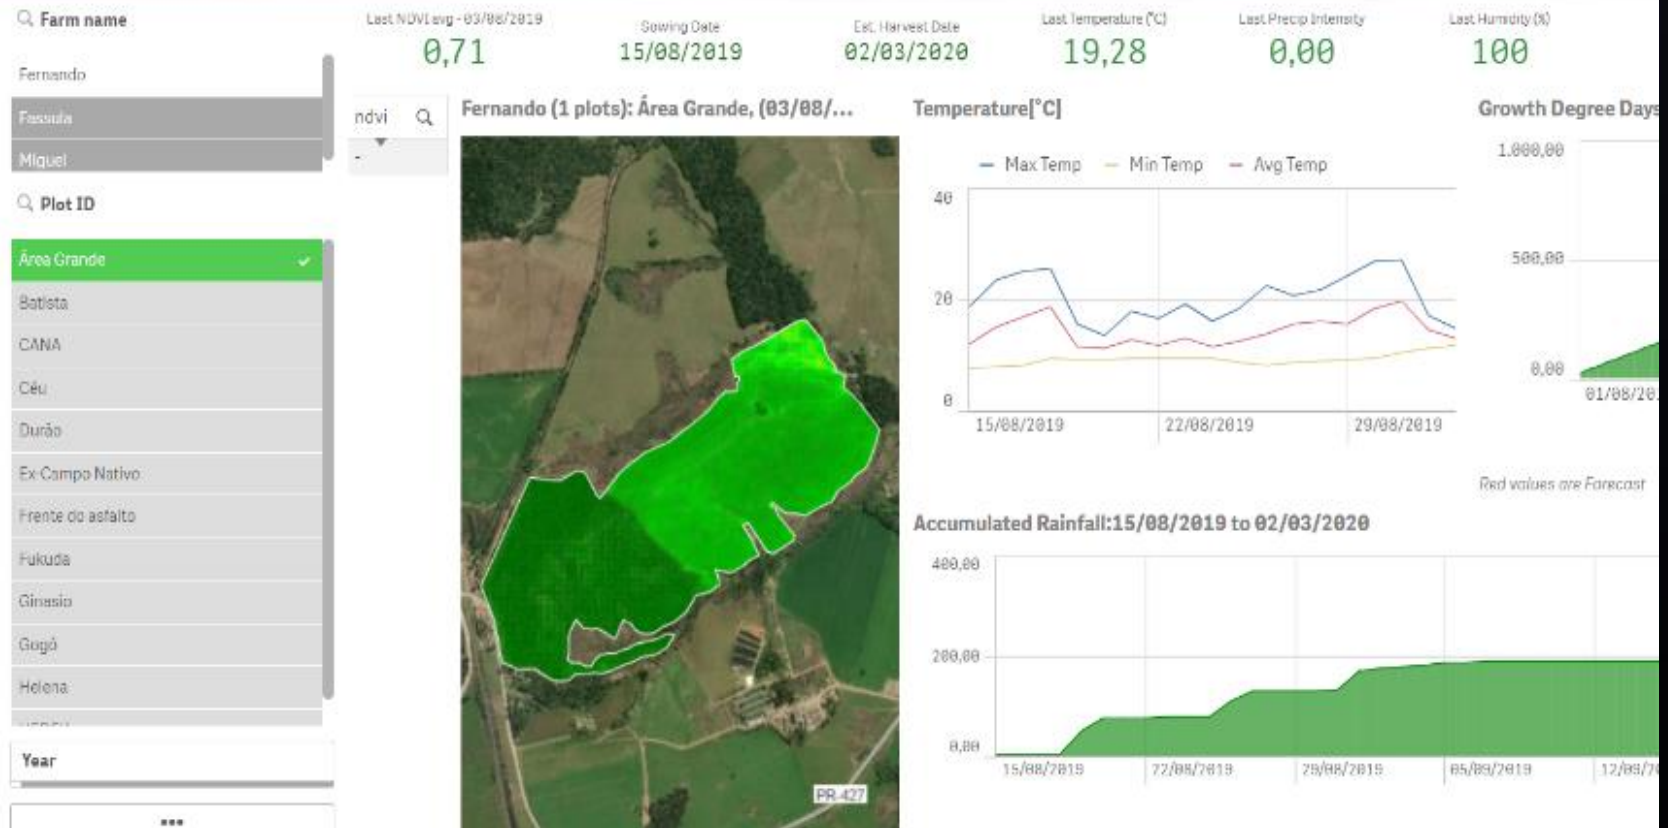 Farm name
Fernando
Fassula
Miguel
Plot ID
Área Grande
Batista
CANA
Céu
Durão
Ex-Campo Nativo
Frente do asfalto
Fukuda
Ginasio
Gogó
Helena
Year
•••
Last NDVI avg - 03/08/2019
0,71
Sowing Date
15/08/2019
Est. Harvest Date
02/03/2020
Last Temperature (°C)
19,28
Last Precip Intensity
0,00
Last Humidity (%)
100
ndvi
-
Fernando (1 plots): Área Grande, (03/08/...
PR-427
Temperature[°C]
Max Temp Min Temp Avg Temp
40
20
0
15/08/2019 22/08/2019 29/08/2019
Growth Degree Days
1.000,00
500,00
0,00
01/08/20
Red values are Forecast
Accumulated Rainfall:15/08/2019 to 02/03/2020
400,00
200,00
0,00
15/08/2019 22/08/2019 29/08/2019 05/09/2019 12/09/